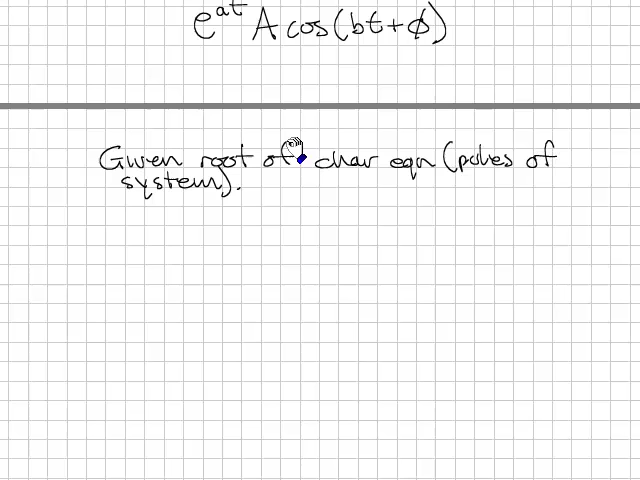 e^{at} A cos(bt+ϕ)
Given root of char eqn (poles of
system).